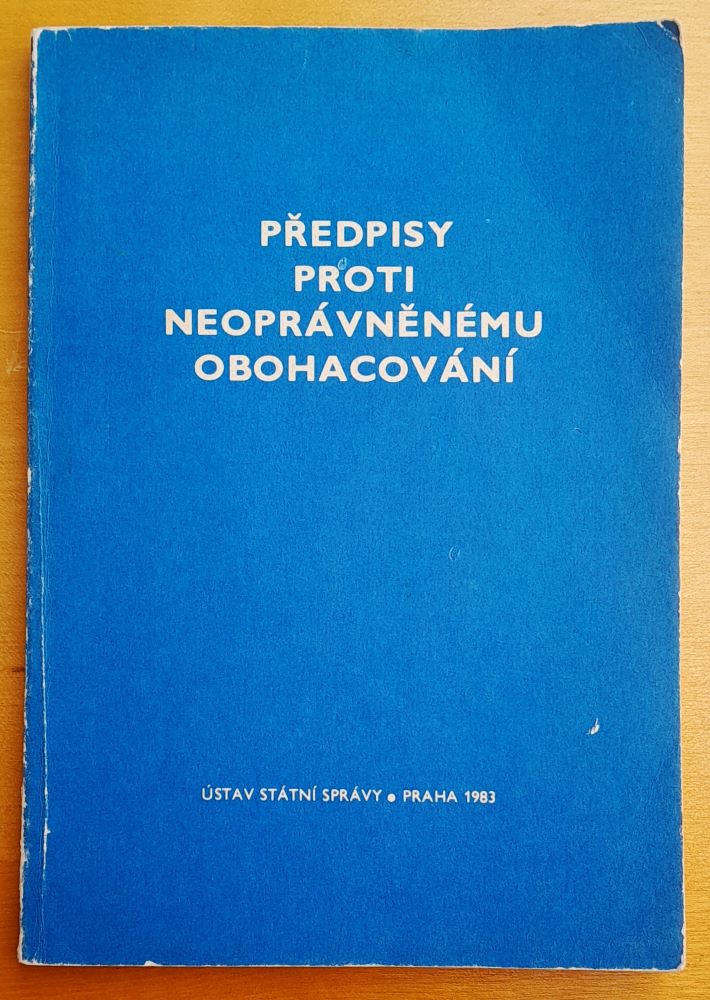 PŘEDPISY
PROTI
NEOPRÁVNĚNÉMU
OBOHACOVÁNÍ
ÚSTAV STÁTNÍ SPRÁVY ● PRAHA 1983